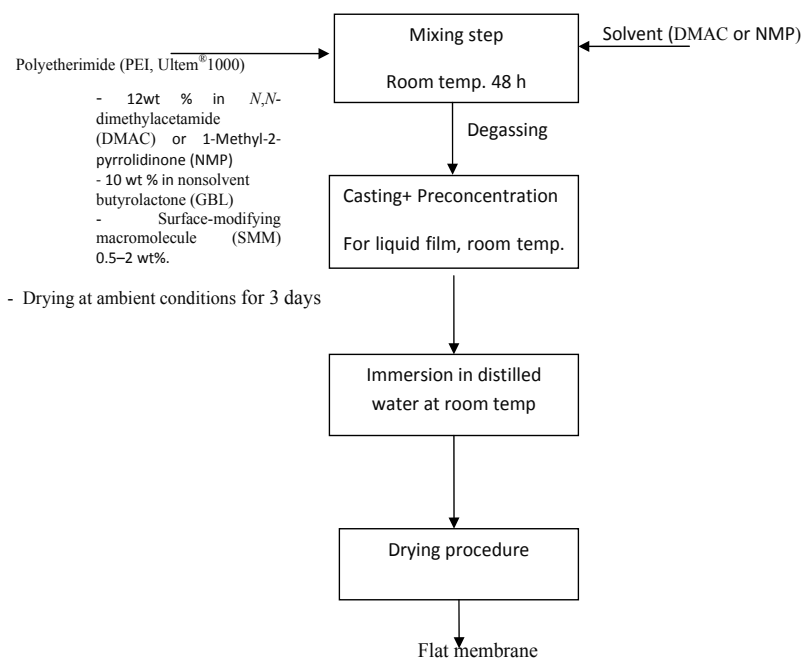 Mixing step
Room temp. 48 h
Solvent (DMAC or NMP)
Polyetherimide (PEI, Ultem®1000)
- 12wt % in N,N-
dimethylacetamide
(DMAC) or 1-Methyl-2-
pyrrolidinone (NMP)
- 10 wt % in nonsolvent
butyrolactone (GBL)
- Surface-modifying
macromolecule (SMM)
0.5–2 wt%.
Degassing
Casting+ Preconcentration
For liquid film, room temp.
- Drying at ambient conditions for 3 days
Immersion in distilled
water at room temp
Drying procedure
Flat membrane